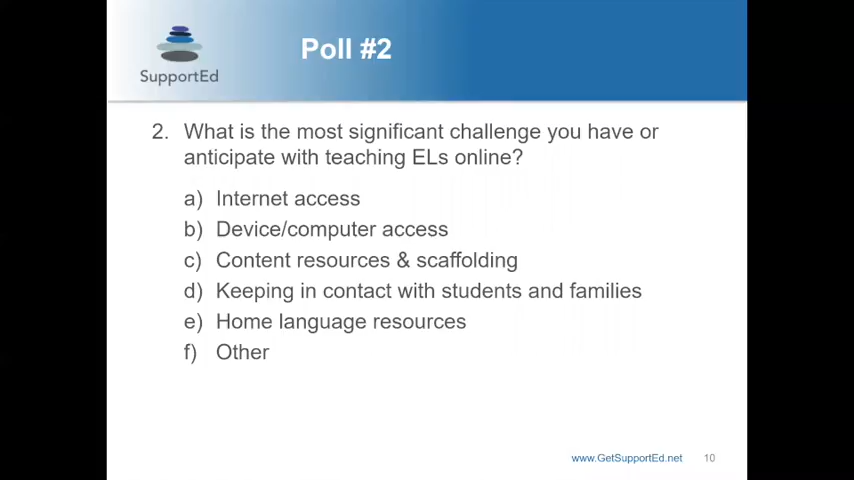 SupportEd
Poll #2
2. What is the most significant challenge you have or
anticipate with teaching ELs online?
a) Internet access
b) Device/computer access
c) Content resources & scaffolding
d) Keeping in contact with students and families
e) Home language resources
f) Other
www.GetSupportEd.net 10